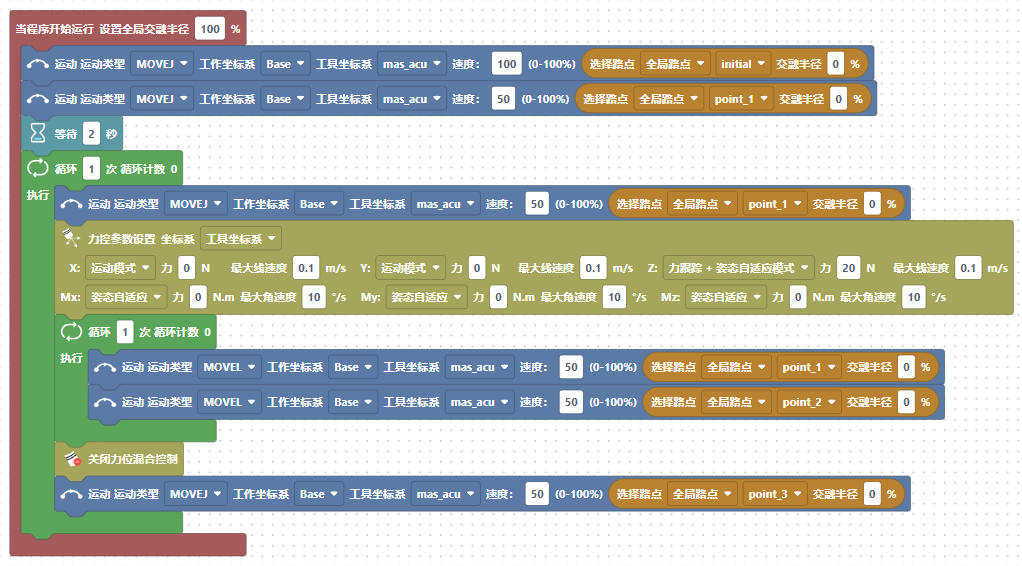 当程序开始运行 设置全局交融半径 100 %
运动 运动类型 MOVEJ 工作坐标系 Base 工具坐标系 mas_acu 速度： 100 (0-100%) 选择路点 全局路点 initial 交融半径 0 %
运动 运动类型 MOVEJ 工作坐标系 Base 工具坐标系 mas_acu 速度： 50 (0-100%) 选择路点 全局路点 point_1 交融半径 0 %
等待 2 秒
循环 1 次 循环计数 0
执行
运动 运动类型 MOVEJ 工作坐标系 Base 工具坐标系 mas_acu 速度： 50 (0-100%) 选择路点 全局路点 point_1 交融半径 0 %
力控参数设置 坐标系 工具坐标系
X: 运动模式 力 0 N 最大线速度 0.1 m/s Y: 运动模式 力 0 N 最大线速度 0.1 m/s Z: 力跟踪 + 姿态自适应模式 力 20 N 最大线速度 0.1 m/s
Mx: 姿态自适应 力 0 N.m 最大角速度 10 °/s My: 姿态自适应 力 0 N.m 最大角速度 10 °/s Mz: 姿态自适应 力 0 N.m 最大角速度 10 °/s
循环 1 次 循环计数 0
执行
运动 运动类型 MOVEL 工作坐标系 Base 工具坐标系 mas_acu 速度： 50 (0-100%) 选择路点 全局路点 point_1 交融半径 0 %
运动 运动类型 MOVEL 工作坐标系 Base 工具坐标系 mas_acu 速度： 50 (0-100%) 选择路点 全局路点 point_2 交融半径 0 %
关闭力位混合控制
运动 运动类型 MOVEJ 工作坐标系 Base 工具坐标系 mas_acu 速度： 50 (0-100%) 选择路点 全局路点 point_3 交融半径 0 %